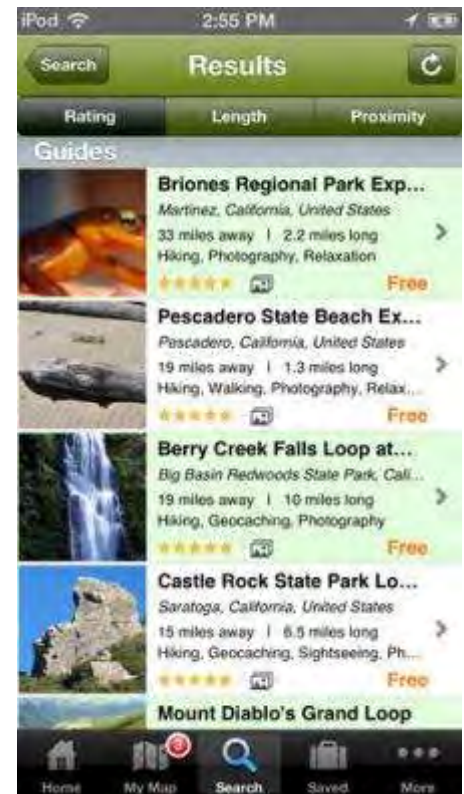 iPod 2:55 PM
Search Results
Rating Length Proximity
Guides
Briones Regional Park Exp...
Martinez, California, United States
33 miles away | 2.2 miles long
Hiking, Photography, Relaxation
Free
Pescadero State Beach Ex...
Pescadero, California, United States
19 miles away | 1.3 miles long
Hiking, Walking, Photography, Relax...
Free
Berry Creek Falls Loop at...
Big Basin Redwoods State Park, Cali...
19 miles away | 10 miles long
Hiking, Geocaching, Photography
Free
Castle Rock State Park Lo...
Saratoga, California, United States
15 miles away | 6.5 miles long
Hiking, Geocaching, Sightseeing, Ph...
Free
Mount Diablo's Grand Loop
3
Home My Map Search Saved More